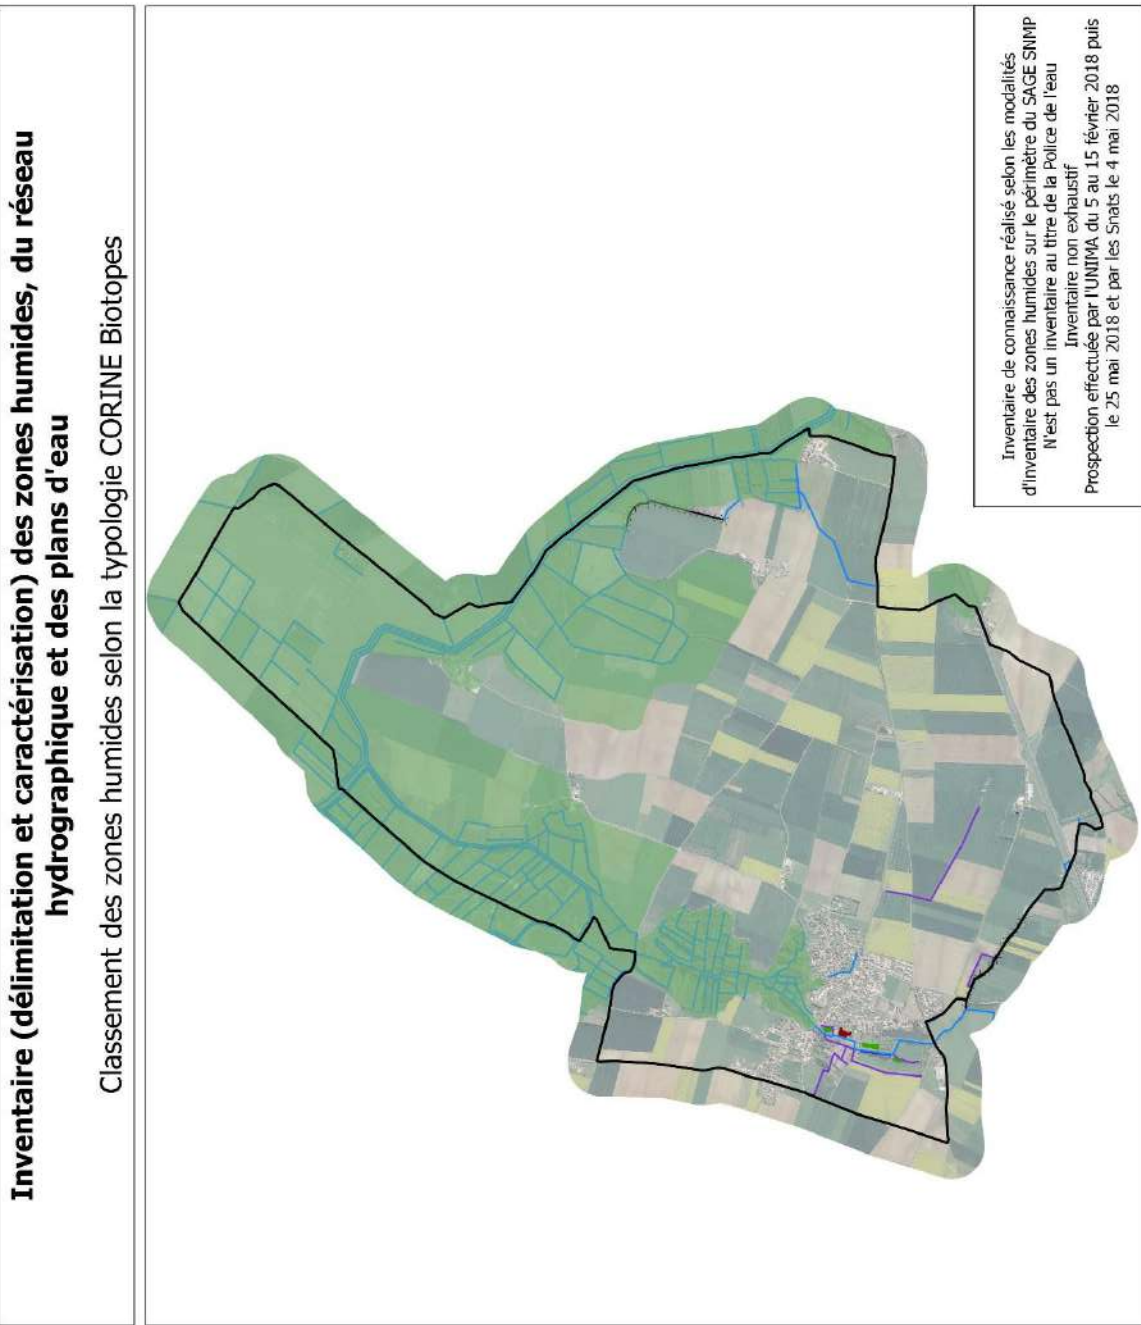 Inventaire (délimitation et caractérisation) des zones humides, du réseau
hydrographique et des plans d'eau
Classement des zones humides selon la typologie CORINE Biotopes
Inventaire de connaissance réalisé selon les modalités
d'inventaire des zones humides sur le périmètre du SAGE SNMP
N'est pas un inventaire au titre de la Police de l'eau
Inventaire non exhaustif
Prospection effectuée par l'UNIMA du 5 au 15 février 2018 puis
le 25 mai 2018 et par les Snats le 4 mai 2018